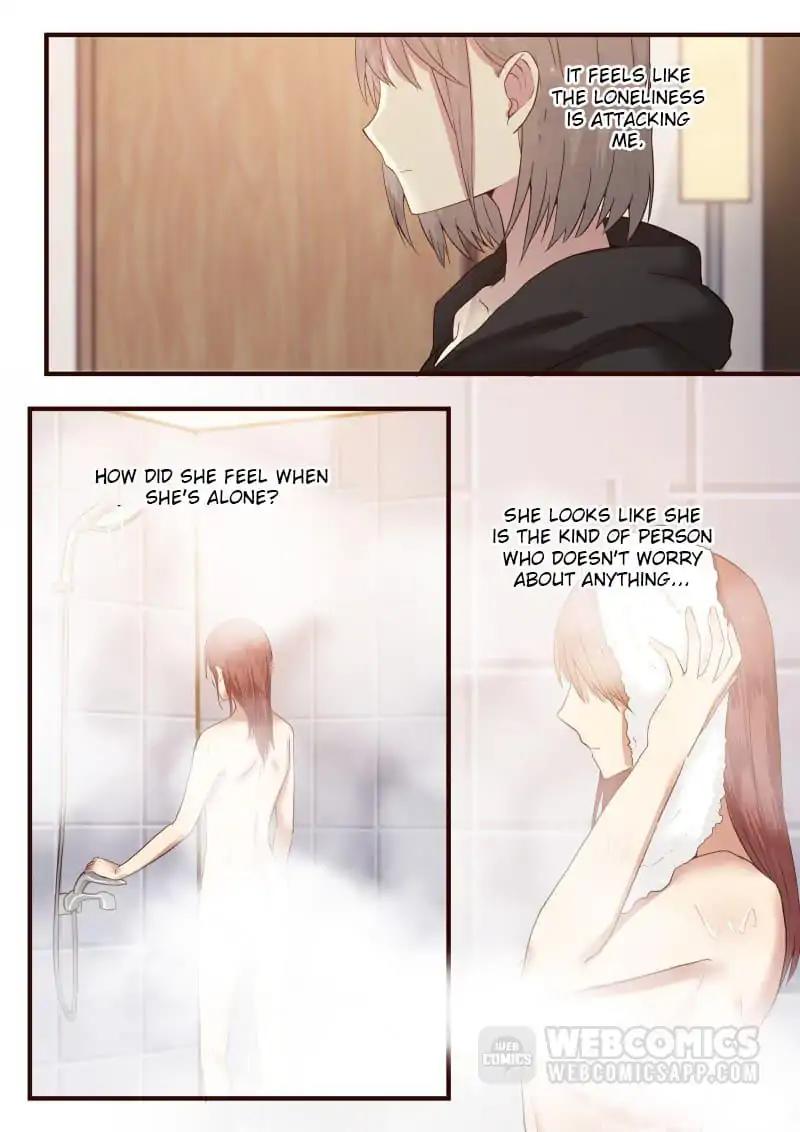 IT FEELS LIKE
THE LONELINESS
IS ATTACKING
ME.
HOW DID SHE FEEL WHEN
SHE'S ALONE?
SHE LOOKS LIKE SHE
IS THE KIND OF PERSON
WHO DOESN'T WORRY
ABOUT ANYTHING...
WEB
COMICS
WEBCOMICS
WEBCOMICSAPP.COM